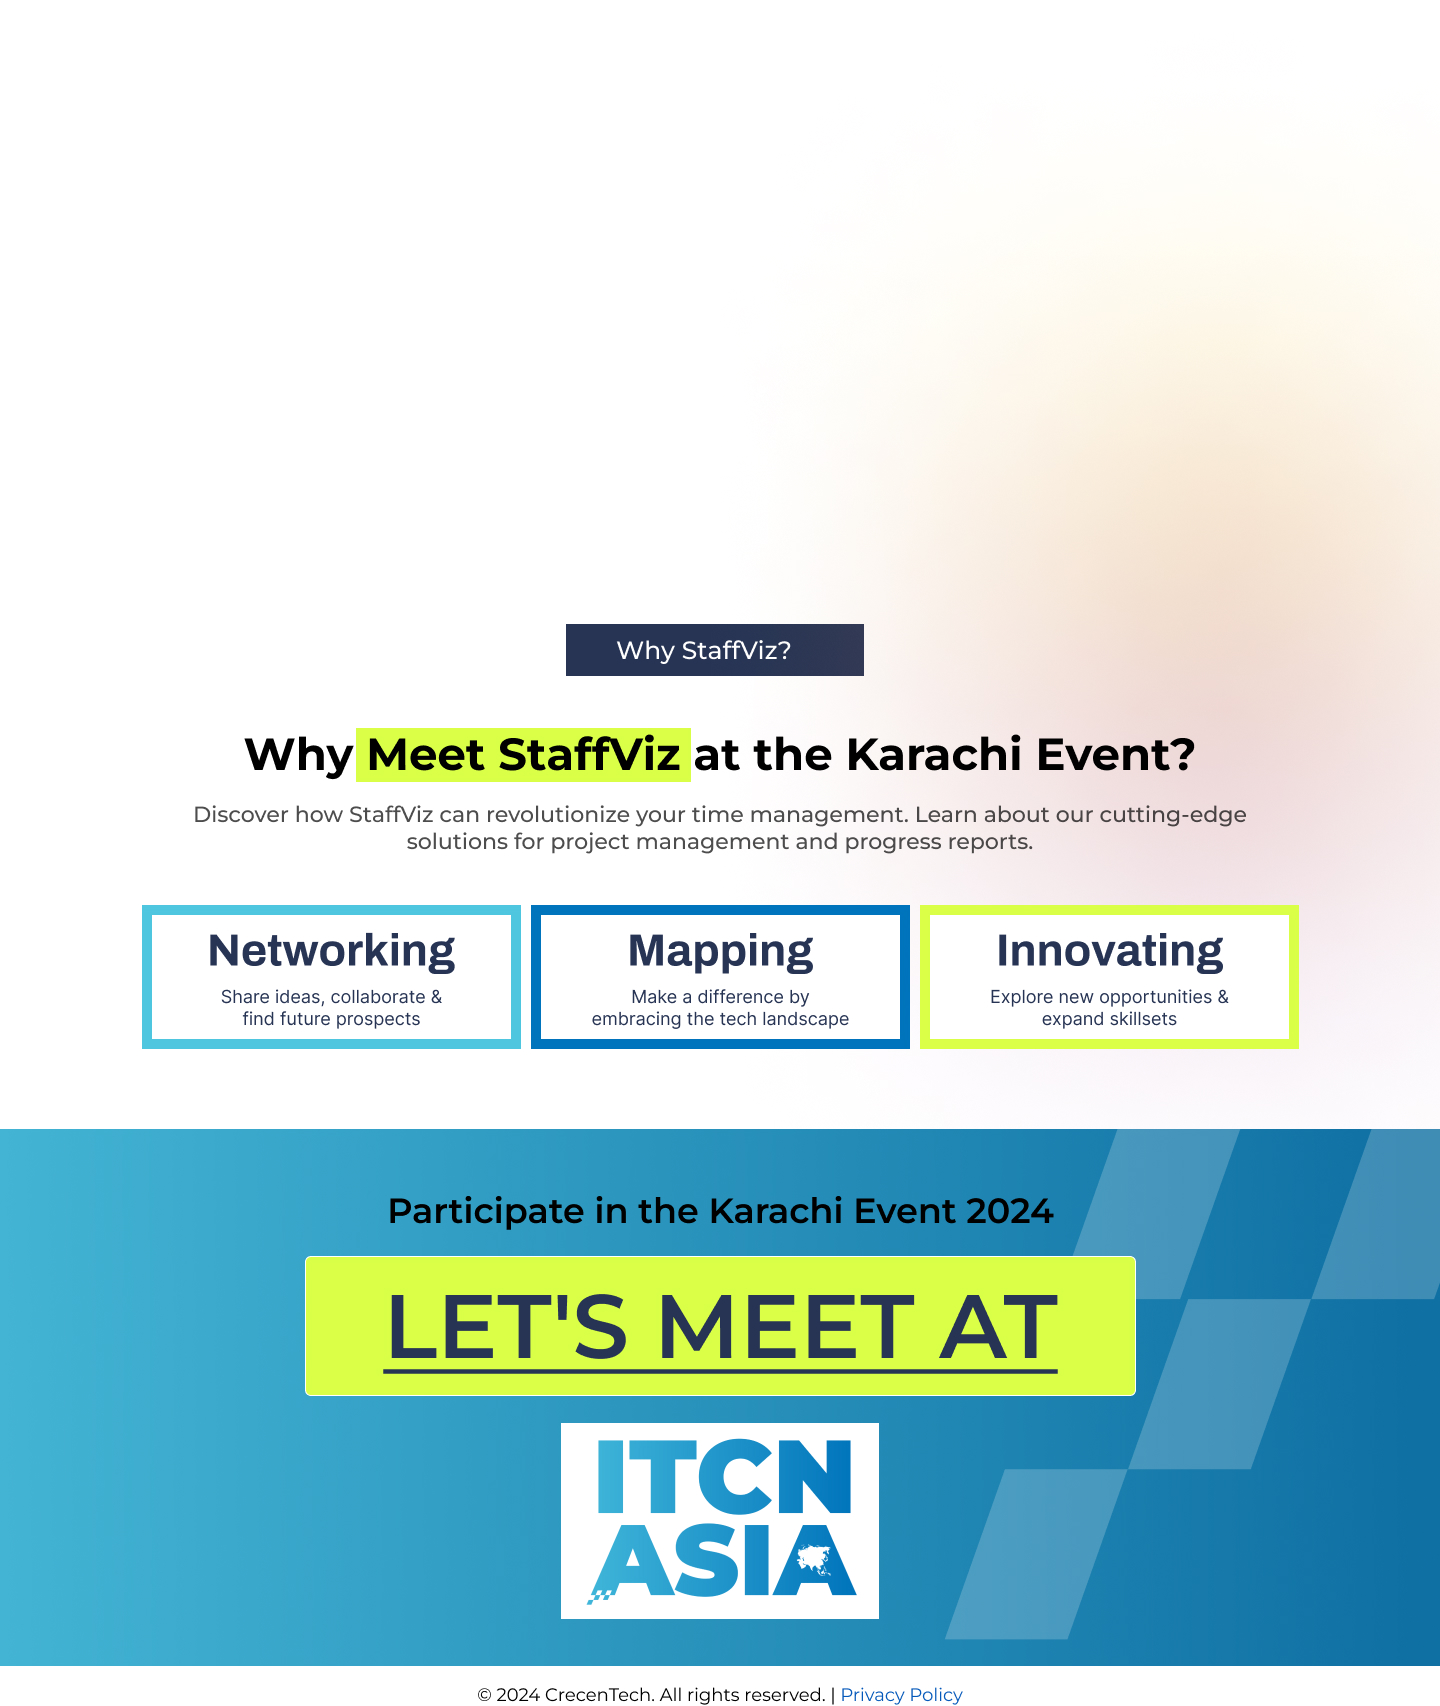 Why StaffViz?
Why Meet StaffViz at the Karachi Event?
Discover how StaffViz can revolutionize your time management. Learn about our cutting-edge
solutions for project management and progress reports.
Networking
Share ideas, collaborate &
find future prospects
Mapping
Make a difference by
embracing the tech landscape
Innovating
Explore new opportunities &
expand skillsets
Participate in the Karachi Event 2024
LET'S MEET AT
ITCN
ASIA
© 2024 CrecenTech. All rights reserved. | Privacy Policy